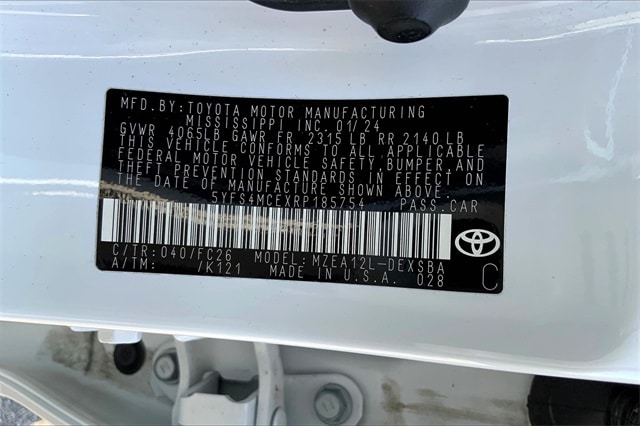 MFD.BY:TOYOTA MOTOR MANUFACTURING
MISSISSIPPI INC. 01/24
GVWR 4065LB GAWR FR 2315 LB RR 2140 LB
THIS VEHICLE CONFORMS TO ALL APPLICABLE
FEDERAL MOTOR VEHICLE SAFETY, BUMPER, AND
THEFT PREVENTION STANDARDS IN EFFECT ON
THE DATE OF MANUFACTURE SHOWN ABOVE.
5YFS4MCEXRP185754 PASS.CAR
C/TR: 040/FC26 MODEL: MZEA12L-DEXSBA
A/TM: /K121 MADE IN U.S.A. 028 C